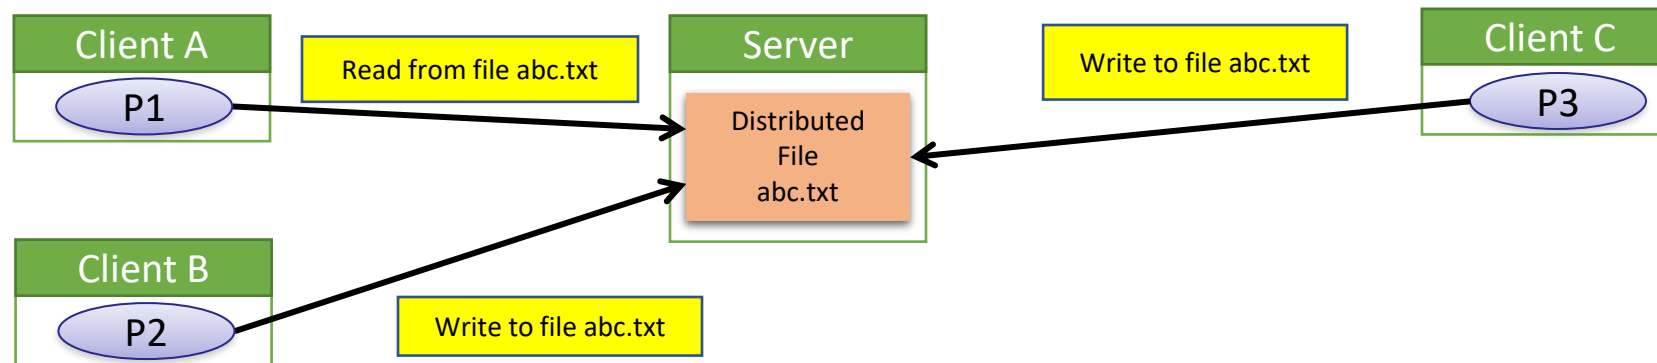 Client A
P1
Read from file abc.txt
Server
Distributed
File
abc.txt
Write to file abc.txt
Client C
P3
Client B
P2
Write to file abc.txt